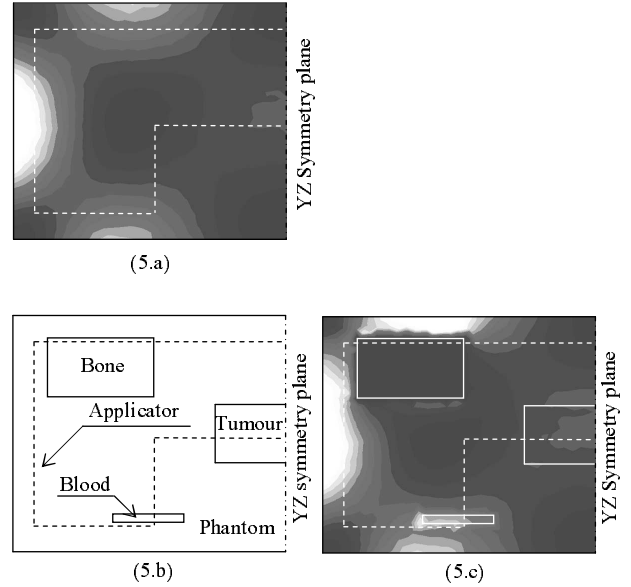 YZ Symmetry plane
(5.a)
Bone
Applicator
Tumour
Blood
Phantom
YZ symmetry plane
(5.b)
YZ Symmetry plane
(5.c)